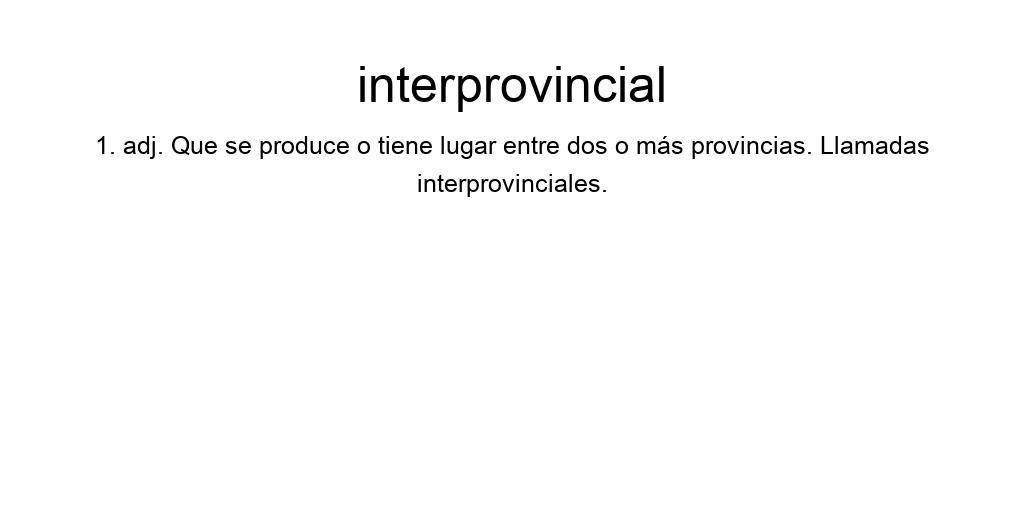 interprovincial
1. adj. Que se produce o tiene lugar entre dos o más provincias. Llamadas
interprovinciales.